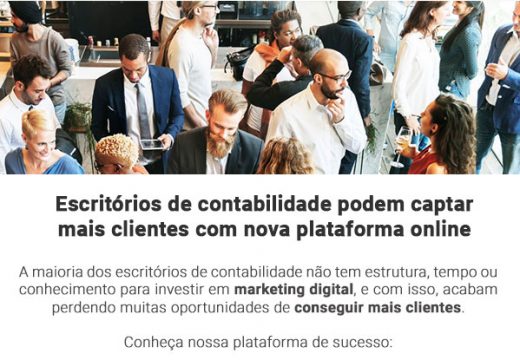 Escritórios de contabilidade podem captar
mais clientes com nova plataforma online
A maioria dos escritórios de contabilidade não tem estrutura, tempo ou
conhecimento para investir em marketing digital, e com isso, acabam
perdendo muitas oportunidades de conseguir mais clientes.
Conheça nossa plataforma de sucesso: